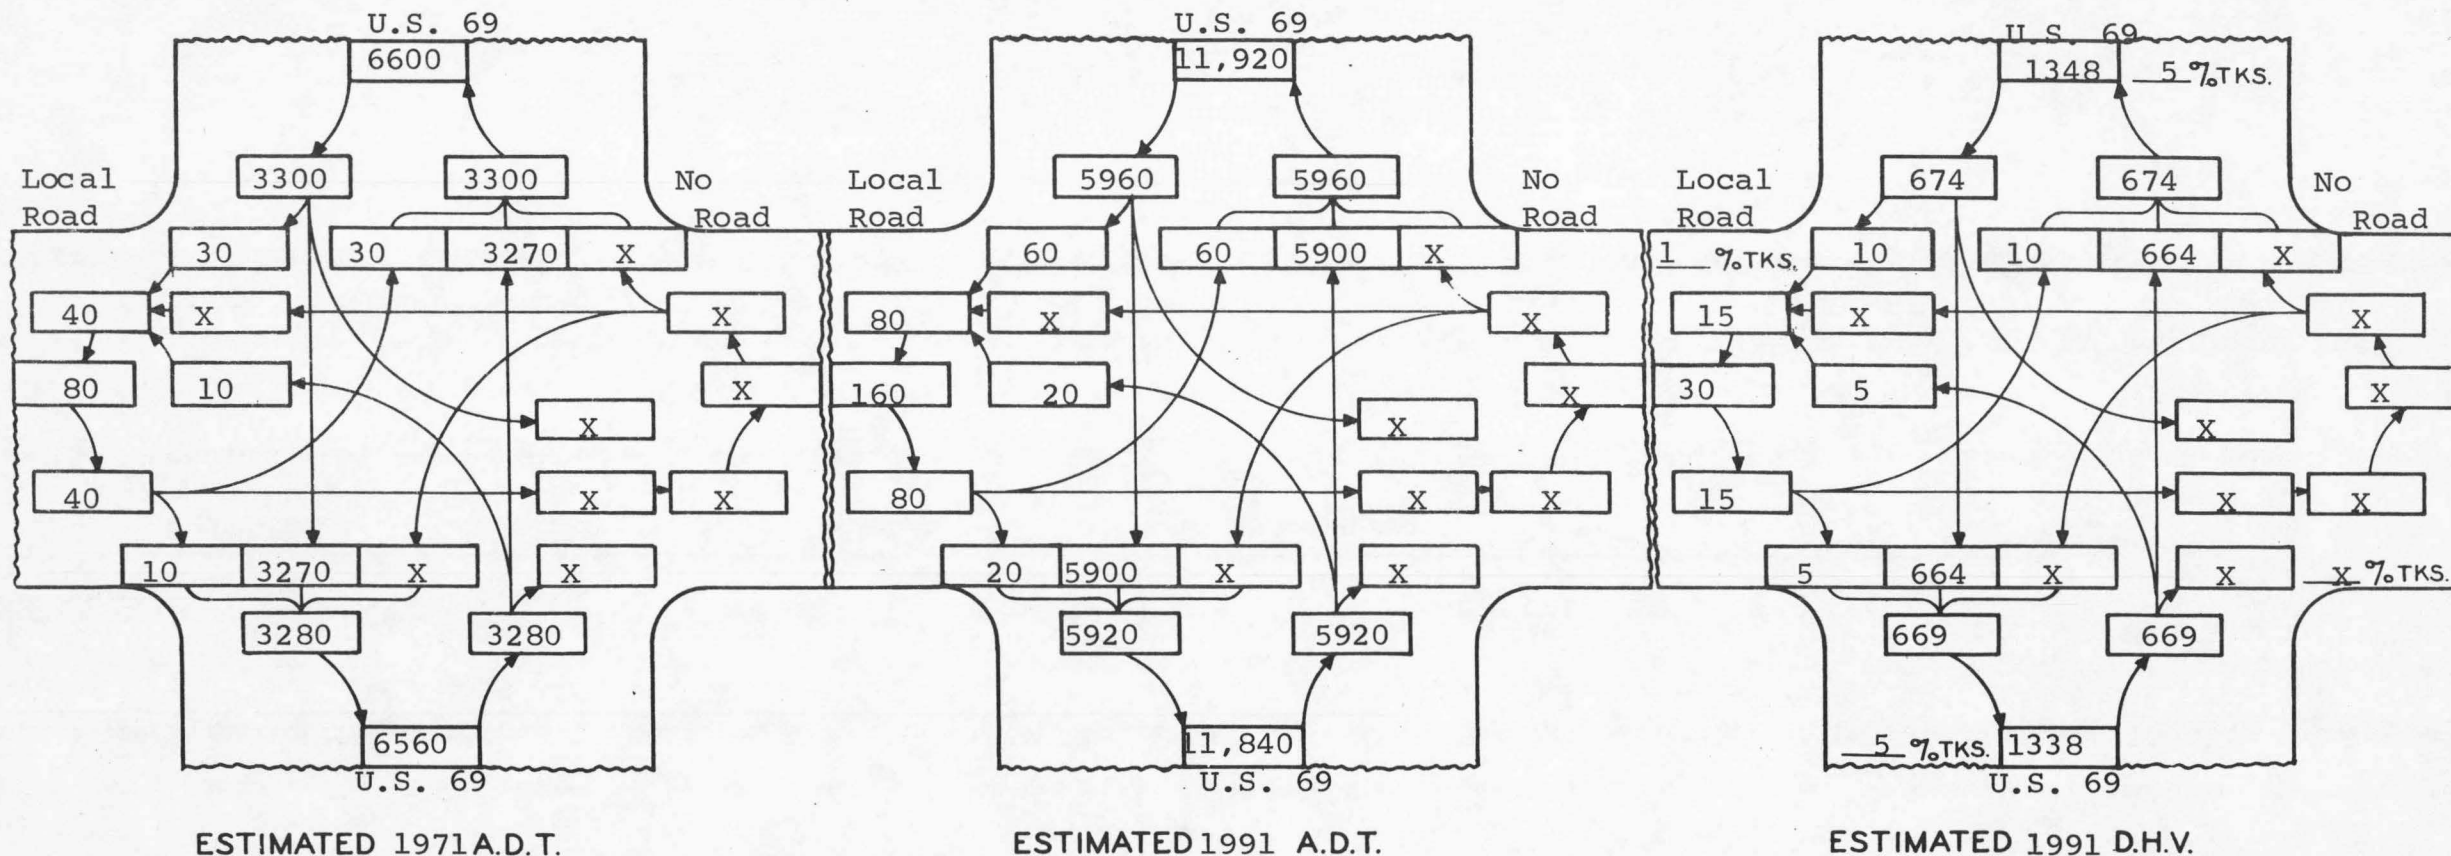 U.S. 69
6600
3300 3300
Local
Road
No
Road
30 30 3270 X
40 X X
80 10 X
X
40 X X
10 3270 X X
3280 3280
6560
U.S. 69
ESTIMATED 1971 A.D.T.
U.S. 69
11,920
5960 5960
Local
Road
No
Road
60 60 5900 X
80 X X
160 20 X
X
80 X X
20 5900 X X
5920 5920
11,840
U.S. 69
ESTIMATED 1991 A.D.T.
U.S. 69
1348 5 %TKS.
674 674
Local
Road
No
Road
1 %TKS. 10 10 664 X
15 X X
30 5 X
X
15 X X
5 664 X X X %TKS.
669 669
5 %TKS. 1338
U.S. 69
ESTIMATED 1991 D.H.V.